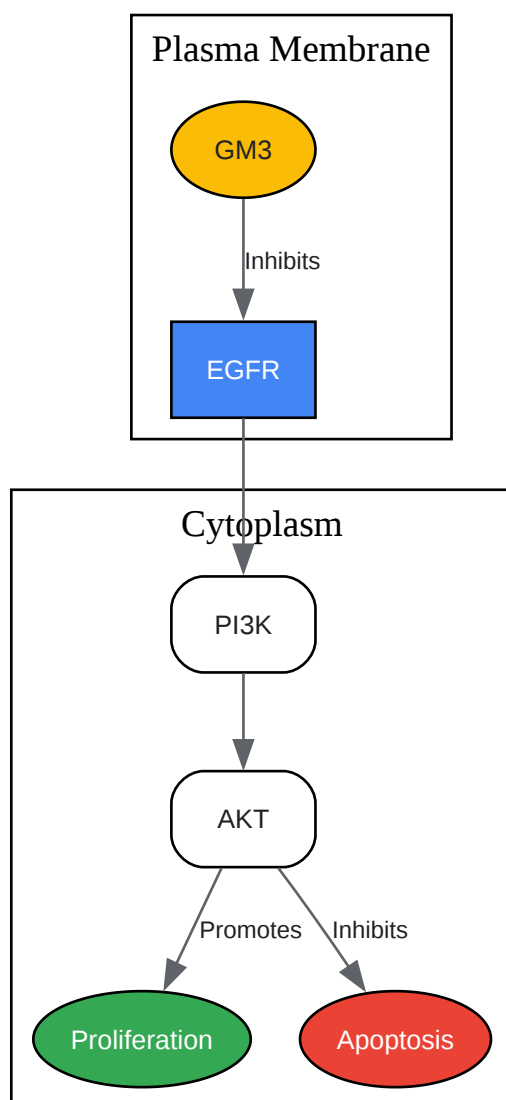 Plasma Membrane
GM3
Inhibits
EGFR
Cytoplasm
PI3K
AKT
Promotes
Inhibits
Proliferation
Apoptosis